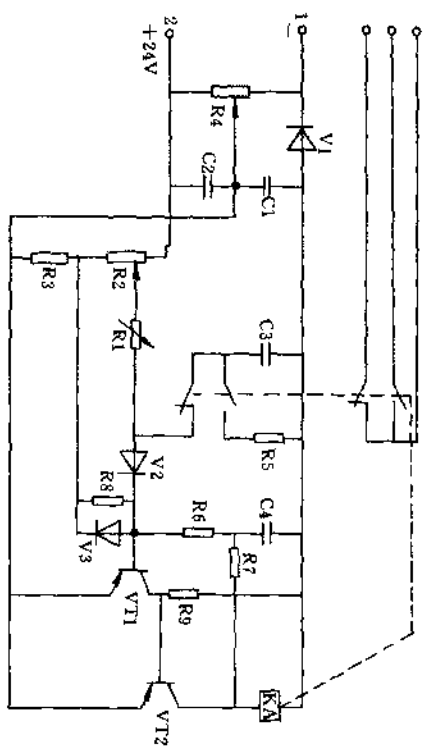 2
+24V
1
−
R4
V1
C2
C1
R3
R2
R1
C3
R5
V2
R8
V3
R6
C4
R7
VT1
R9
VT2
KA